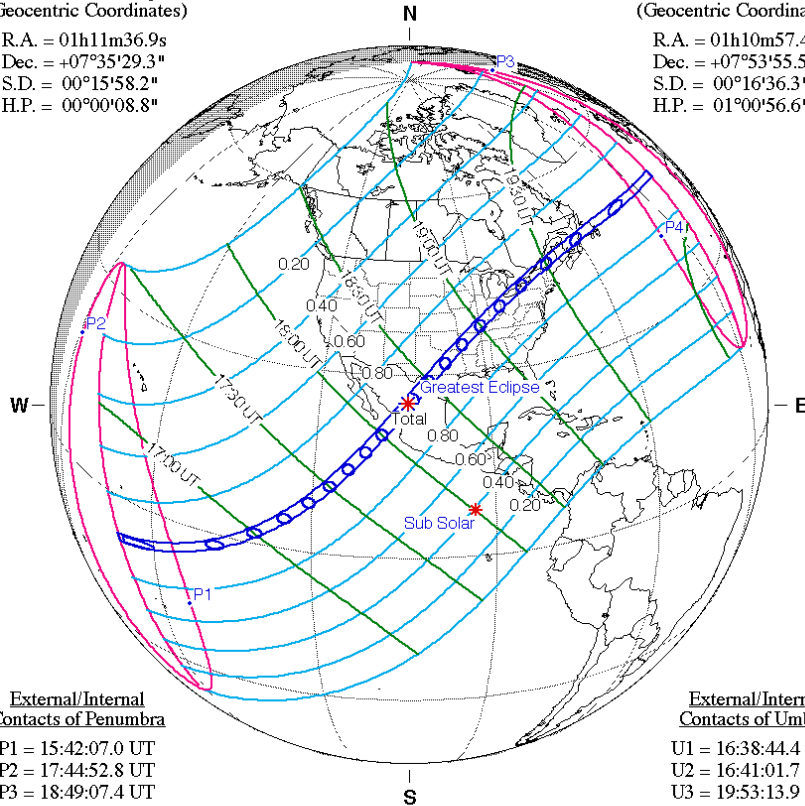 Geocentric Coordinates)
R.A. = 01h11m36.9s
Dec. = +07°35'29.3"
S.D. = 00°15'58.2"
H.P. = 00°00'08.8"
N
(Geocentric Coordina
R.A. = 01h10m57.4
Dec. = +07°53'55.5
S.D. = 00°16'36.3'
H.P. = 01°00'56.6'
P3
19:30 UT
19:00 UT
P4
0.20
18:30 UT
0.40
P2
18:00 UT
0.60
0.80
17:30 UT
Greatest Eclipse
W
E
Total
0.80
17:00 UT
0.60
0.40
0.20
Sub Solar
P1
External/Internal
Contacts of Penumbra
P1 = 15:42:07.0 UT
P2 = 17:44:52.8 UT
P3 = 18:49:07.4 UT
S
External/Intern
Contacts of Uml
U1 = 16:38:44.4
U2 = 16:41:01.7
U3 = 19:53:13.9